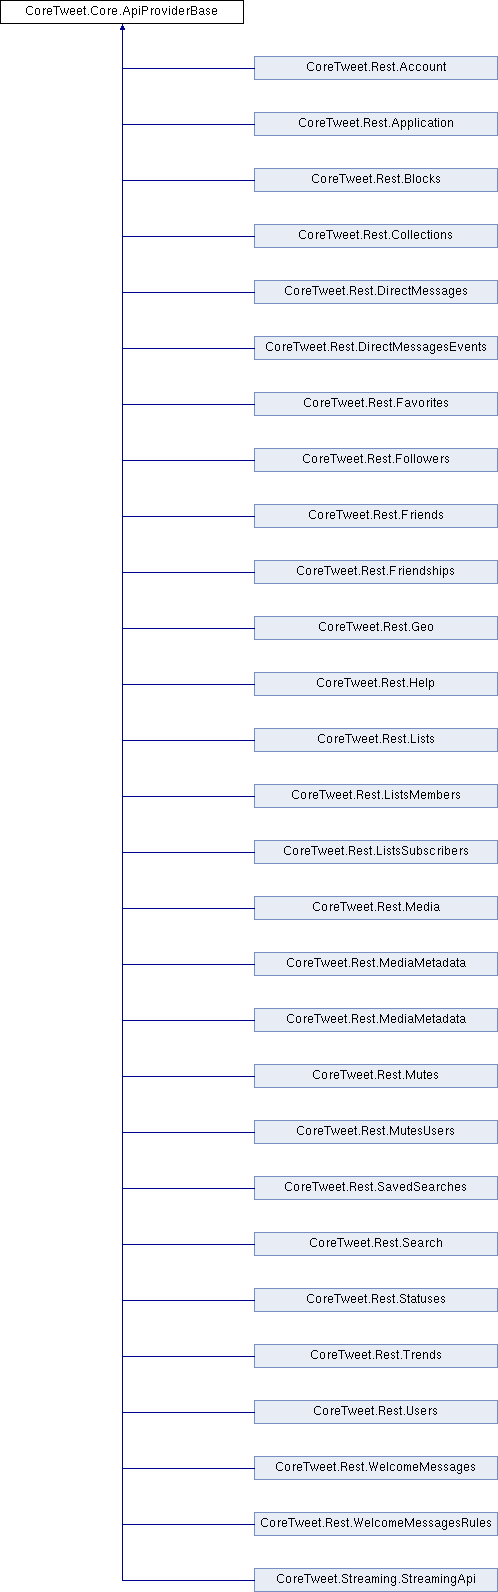 CoreTweet.Core.ApiProviderBase
CoreTweet.Rest.Account
CoreTweet.Rest.Application
CoreTweet.Rest.Blocks
CoreTweet.Rest.Collections
CoreTweet.Rest.DirectMessages
CoreTweet.Rest.DirectMessagesEvents
CoreTweet.Rest.Favorites
CoreTweet.Rest.Followers
CoreTweet.Rest.Friends
CoreTweet.Rest.Friendships
CoreTweet.Rest.Geo
CoreTweet.Rest.Help
CoreTweet.Rest.Lists
CoreTweet.Rest.ListsMembers
CoreTweet.Rest.ListsSubscribers
CoreTweet.Rest.Media
CoreTweet.Rest.MediaMetadata
CoreTweet.Rest.MediaMetadata
CoreTweet.Rest.Mutes
CoreTweet.Rest.MutesUsers
CoreTweet.Rest.SavedSearches
CoreTweet.Rest.Search
CoreTweet.Rest.Statuses
CoreTweet.Rest.Trends
CoreTweet.Rest.Users
CoreTweet.Rest.WelcomeMessages
CoreTweet.Rest.WelcomeMessagesRules
CoreTweet.Streaming.StreamingApi